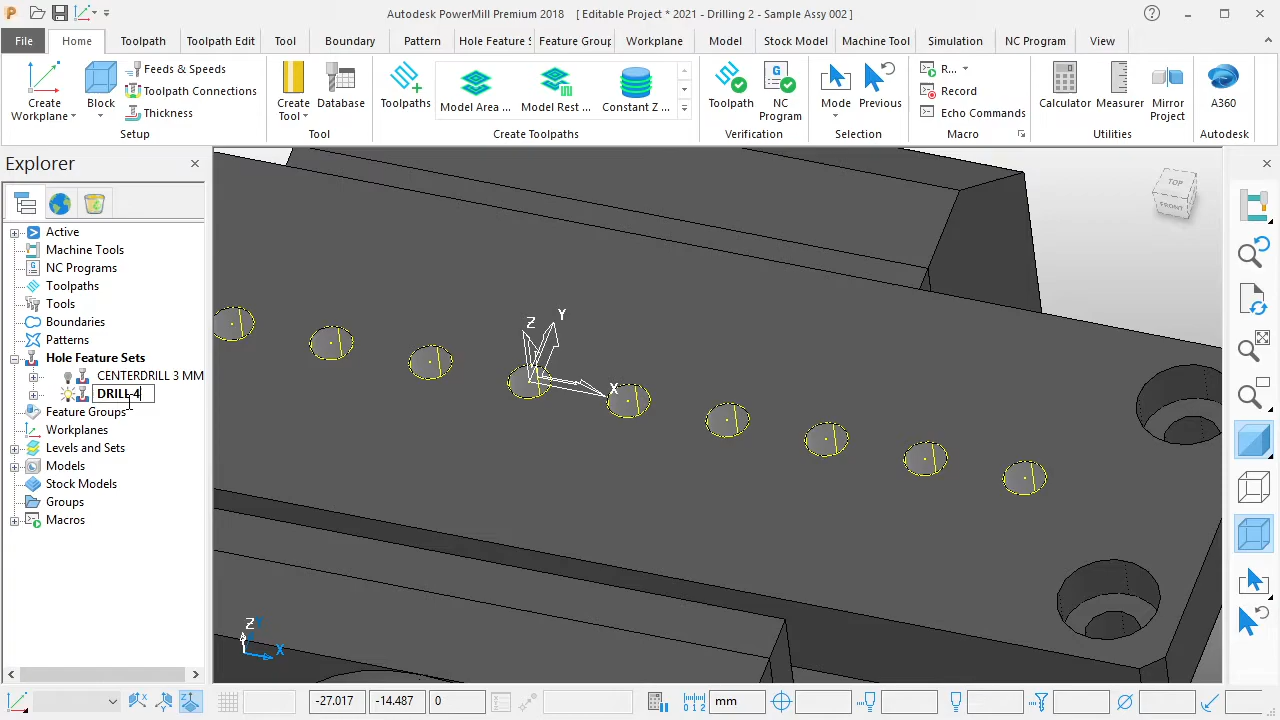 Autodesk PowerMill Premium 2018 [ Editable Project * 2021 - Drilling 2 - Sample Assy 002 ]
File Home Toolpath Toolpath Edit Tool Boundary Pattern Hole Feature S Feature Group Workplane Model Stock Model Machine Tool Simulation NC Program View
Create Workplane
Block
Feeds & Speeds
Toolpath Connections
Thickness
Setup
Create Tool
Database
Tool
Toolpaths
Model Area ...
Model Rest ...
Constant Z ...
Create Toolpaths
Toolpath
NC Program
Verification
Mode
Previous
Selection
R...
Record
Echo Commands
Macro
Calculator
Measurer
Mirror Project
Utilities
A360
Autodesk
Explorer
Active
Machine Tools
NC Programs
Toolpaths
Tools
Boundaries
Patterns
Hole Feature Sets
CENTERDRILL 3 MM
DRILL 4
Feature Groups
Workplanes
Levels and Sets
Models
Stock Models
Groups
Macros
Z
Y
X
TOP
FRONT
Z
X
-27.017 -14.487 0 mm